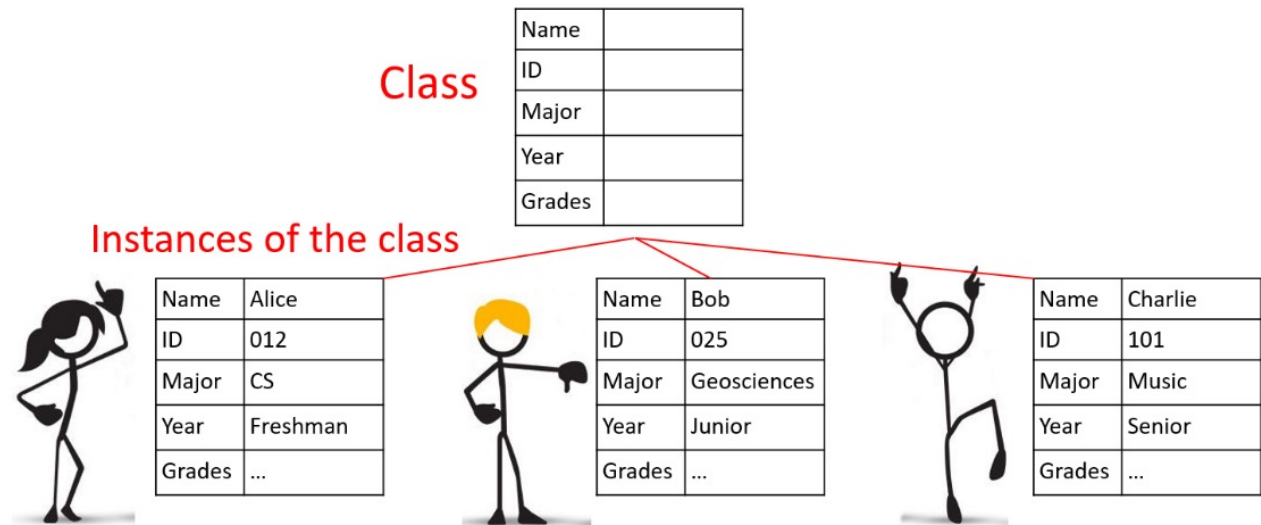 Class
Name
ID
Major
Year
Grades
Instances of the class
Name Alice
ID 012
Major CS
Year Freshman
Grades ...
Name Bob
ID 025
Major Geosciences
Year Junior
Grades ...
Name Charlie
ID 101
Major Music
Year Senior
Grades ...